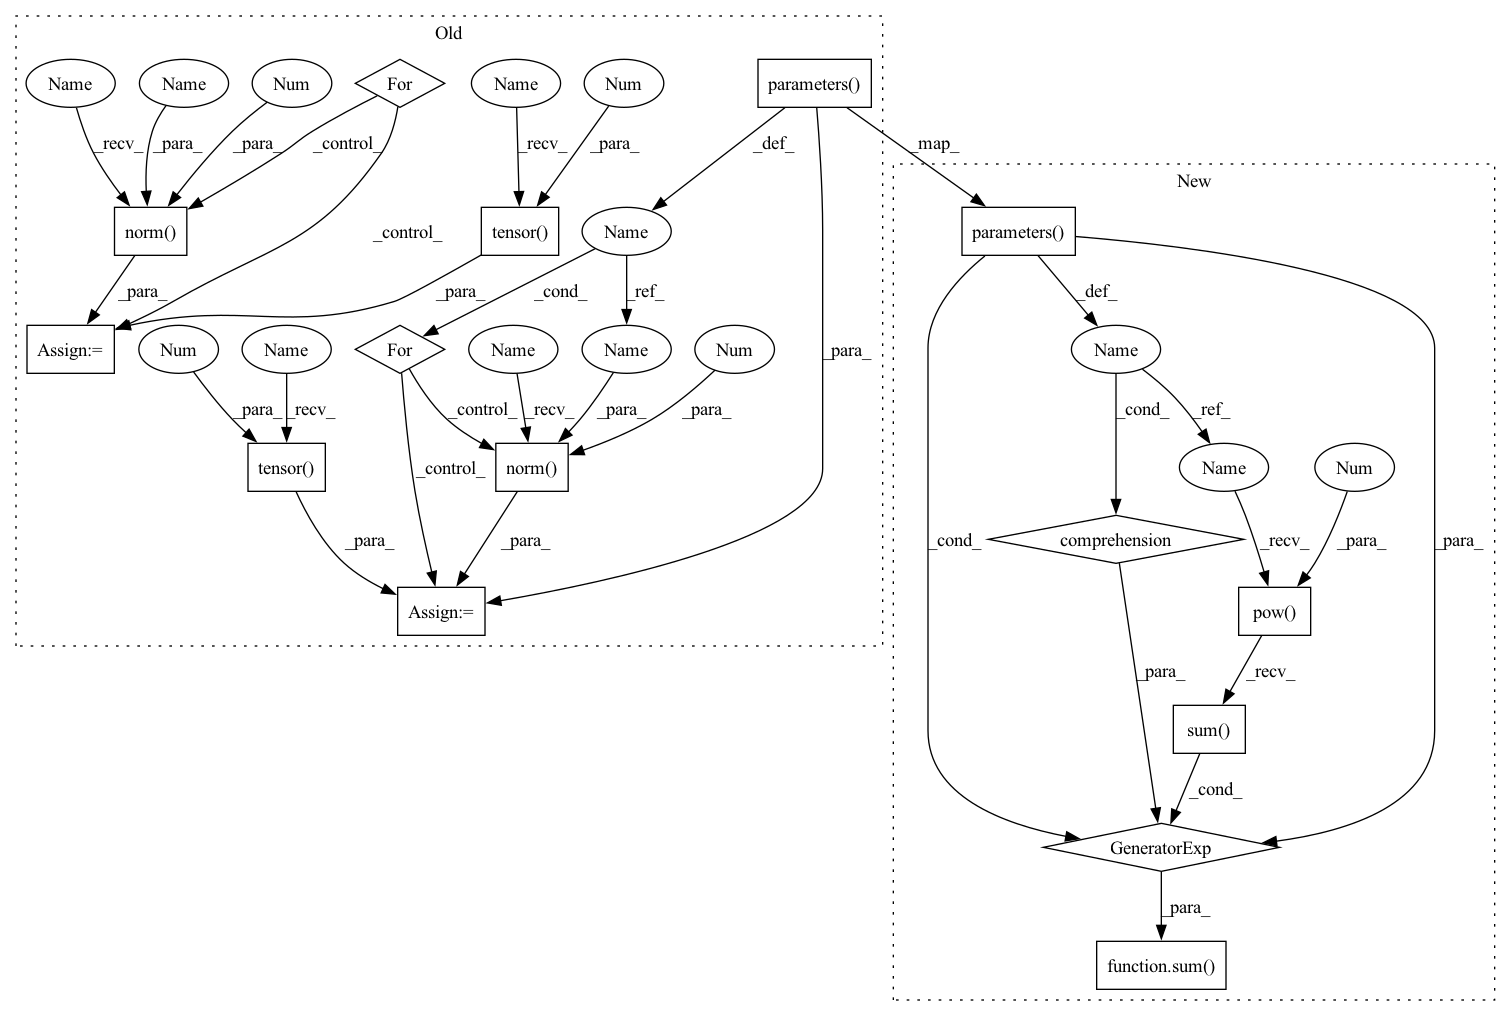 Old
Name
Name
Num
For
Name
Num
parameters()
_recv_
_para_
_para_
_control_
_recv_
_para_
_def_
_map_
New
norm()
tensor()
Name
parameters()
_control_
_para_
_para_
_cond_
_ref_
_def_
Assign:=
Num
Name
For
Name
Name
Num
_para_
Name
_para_
_recv_
_control_
_recv_
_para_
_para_
_cond_
_ref_
tensor()
_control_
norm()
Name
Num
_para_
_para_
_cond_
comprehension
_recv_
_para_
_para_
Assign:=
pow()
_para_
_recv_
sum()
_cond_
GeneratorExp
_para_
function.sum()